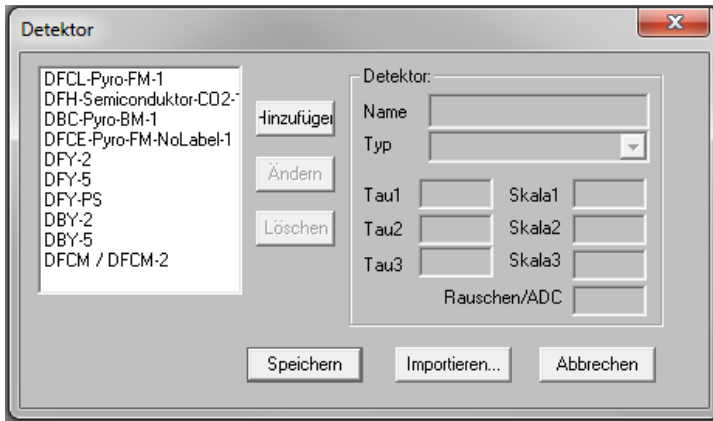 Detektor
DFCL-Pyro-FM-1
DFH-Semiconduktor-CO2-
DBC-Pyro-BM-1
DFCE-Pyro-FM-NoLabel-1
DFY-2
DFY-5
DFY-PS
DBY-2
DBY-5
DFCM / DFCM-2
Hinzufügen
Ändern
Löschen
Detektor:
Name
Typ
Tau1 Skala1
Tau2 Skala2
Tau3 Skala3
Rauschen/ADC
Speichern Importieren... Abbrechen